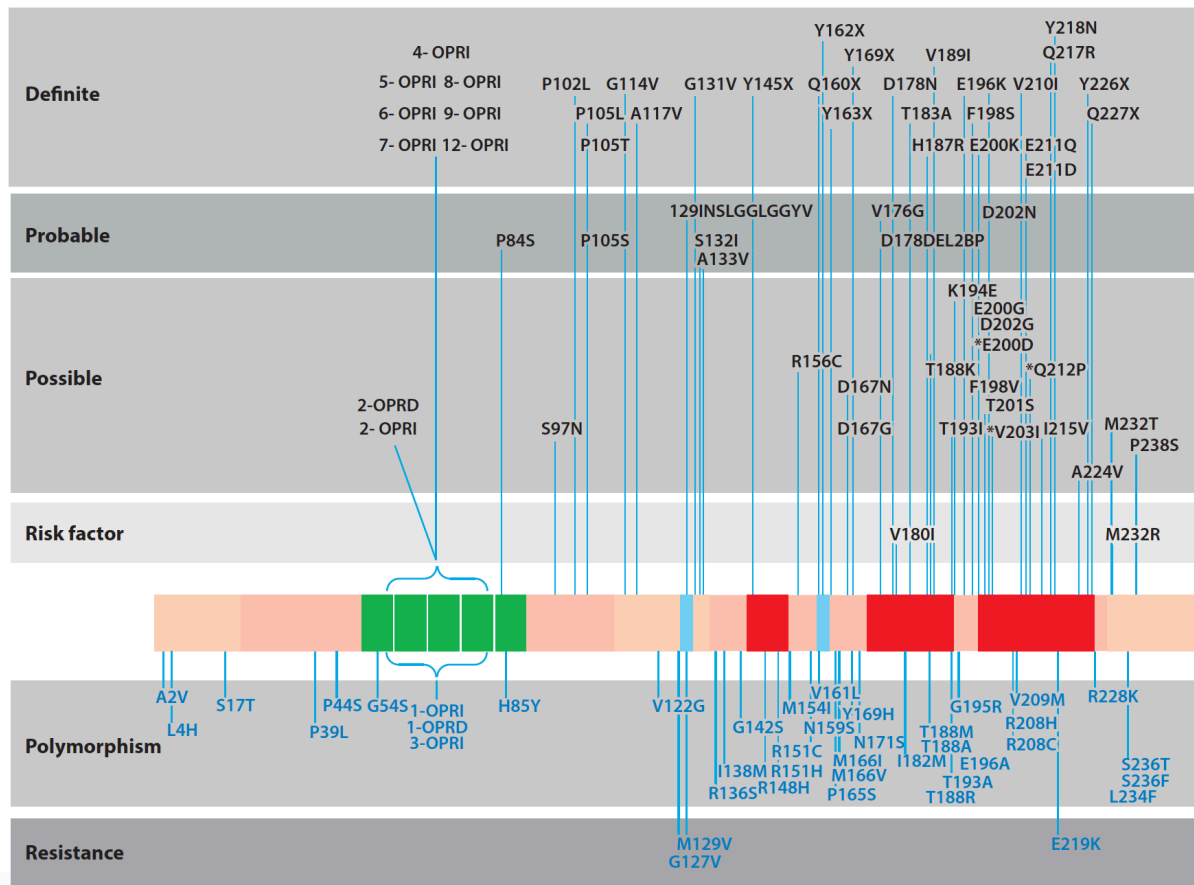 Definite
4- OPRI
5- OPRI 8- OPRI
6- OPRI 9- OPRI
7- OPRI 12- OPRI
P102L
P105L
P105T
G114V
A117V
G131V
Y145X
Y162X
Q160X
Y163X
Y169X
D178N
V189I
T183A
H187R
E196K
F198S
E200K
V210I
E211Q
E211D
Y218N
Q217R
Y226X
Q227X
Probable
P84S
P105S
129INSLGGLGGYV
S132I
A133V
V176G
D178DEL2BP
D202N
Possible
2-OPRD
2- OPRI
S97N
R156C
D167N
D167G
K194E
E200G
D202G
*E200D
T188K
*Q212P
F198V
T201S
T193I
*V203I
I215V
M232T
P238S
A224V
Risk factor
V180I
M232R
Polymorphism
A2V
L4H
S17T
P39L
P44S
G54S
1-OPRI
1-OPRD
3-OPRI
H85Y
V122G
R136S
I138M
G142S
R148H
R151H
R151C
M154I
N159S
V161L
P165S
M166V
M166I
Y169H
N171S
I182M
T188M
T188A
T188R
T193A
E196A
G195R
V209M
R208H
R208C
R228K
S236T
S236F
L234F
Resistance
M129V
G127V
E219K